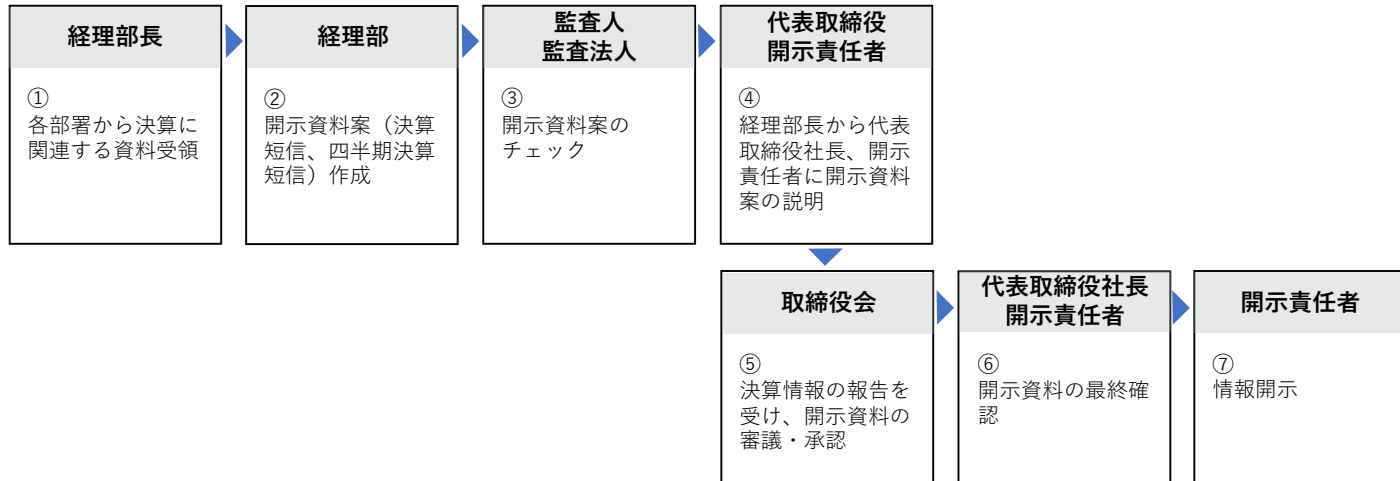 経理部長
①
各部署から決算に
関連する資料受領
経理部
②
開示資料案（決算
短信、四半期決算
短信）作成
監査人
監査法人
③
開示資料案の
チェック
代表取締役
開示責任者
④
経理部長から代表
取締役社長、開示
責任者に開示資料
案の説明
取締役会
⑤
決算情報の報告を
受け、開示資料の
審議・承認
代表取締役社長
開示責任者
⑥
開示資料の最終確
認
開示責任者
⑦
情報開示